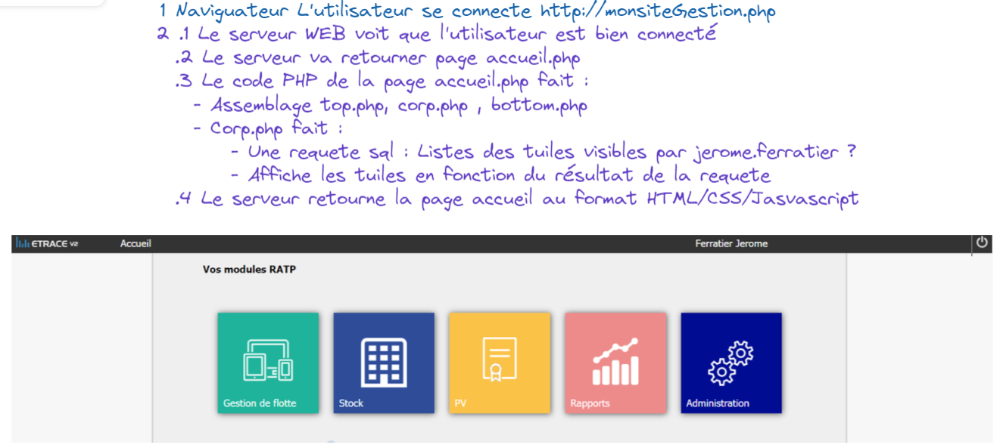 1 Naviguateur L'utilisateur se connecte http://monsiteGestion.php
2 .1 Le serveur WEB voit que l'utilisateur est bien connecté
.2 Le serveur va retourner page accueil.php
.3 Le code PHP de la page accueil.php fait :
- Assemblage top.php, corp.php , bottom.php
- Corp.php fait :
- Une requete sql : Listes des tuiles visibles par jerome.ferratier ?
- Affiche les tuiles en fonction du résultat de la requete
.4 Le serveur retourne la page accueil au format HTML/CSS/Jasvascript
ETRACE V2 Accueil Ferratier Jerome
Vos modules RATP
Gestion de flotte Stock PV Rapports Administration